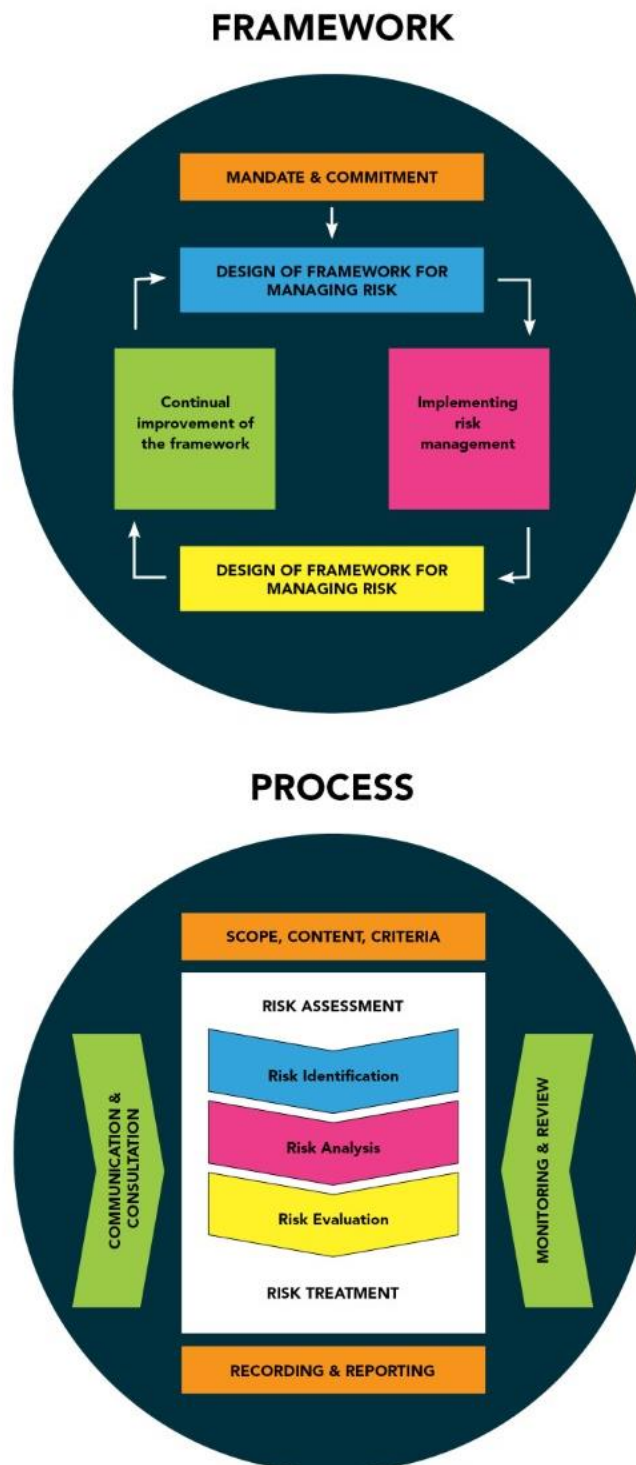 FRAMEWORK
MANDATE & COMMITMENT
DESIGN OF FRAMEWORK FOR
MANAGING RISK
Continual
improvement of
the framework
Implementing
risk
management
DESIGN OF FRAMEWORK FOR
MANAGING RISK
PROCESS
SCOPE, CONTENT, CRITERIA
RISK ASSESSMENT
Risk Identification
Risk Analysis
Risk Evaluation
RISK TREATMENT
COMMUNICATION &
CONSULTATION
MONITORING & REVIEW
RECORDING & REPORTING